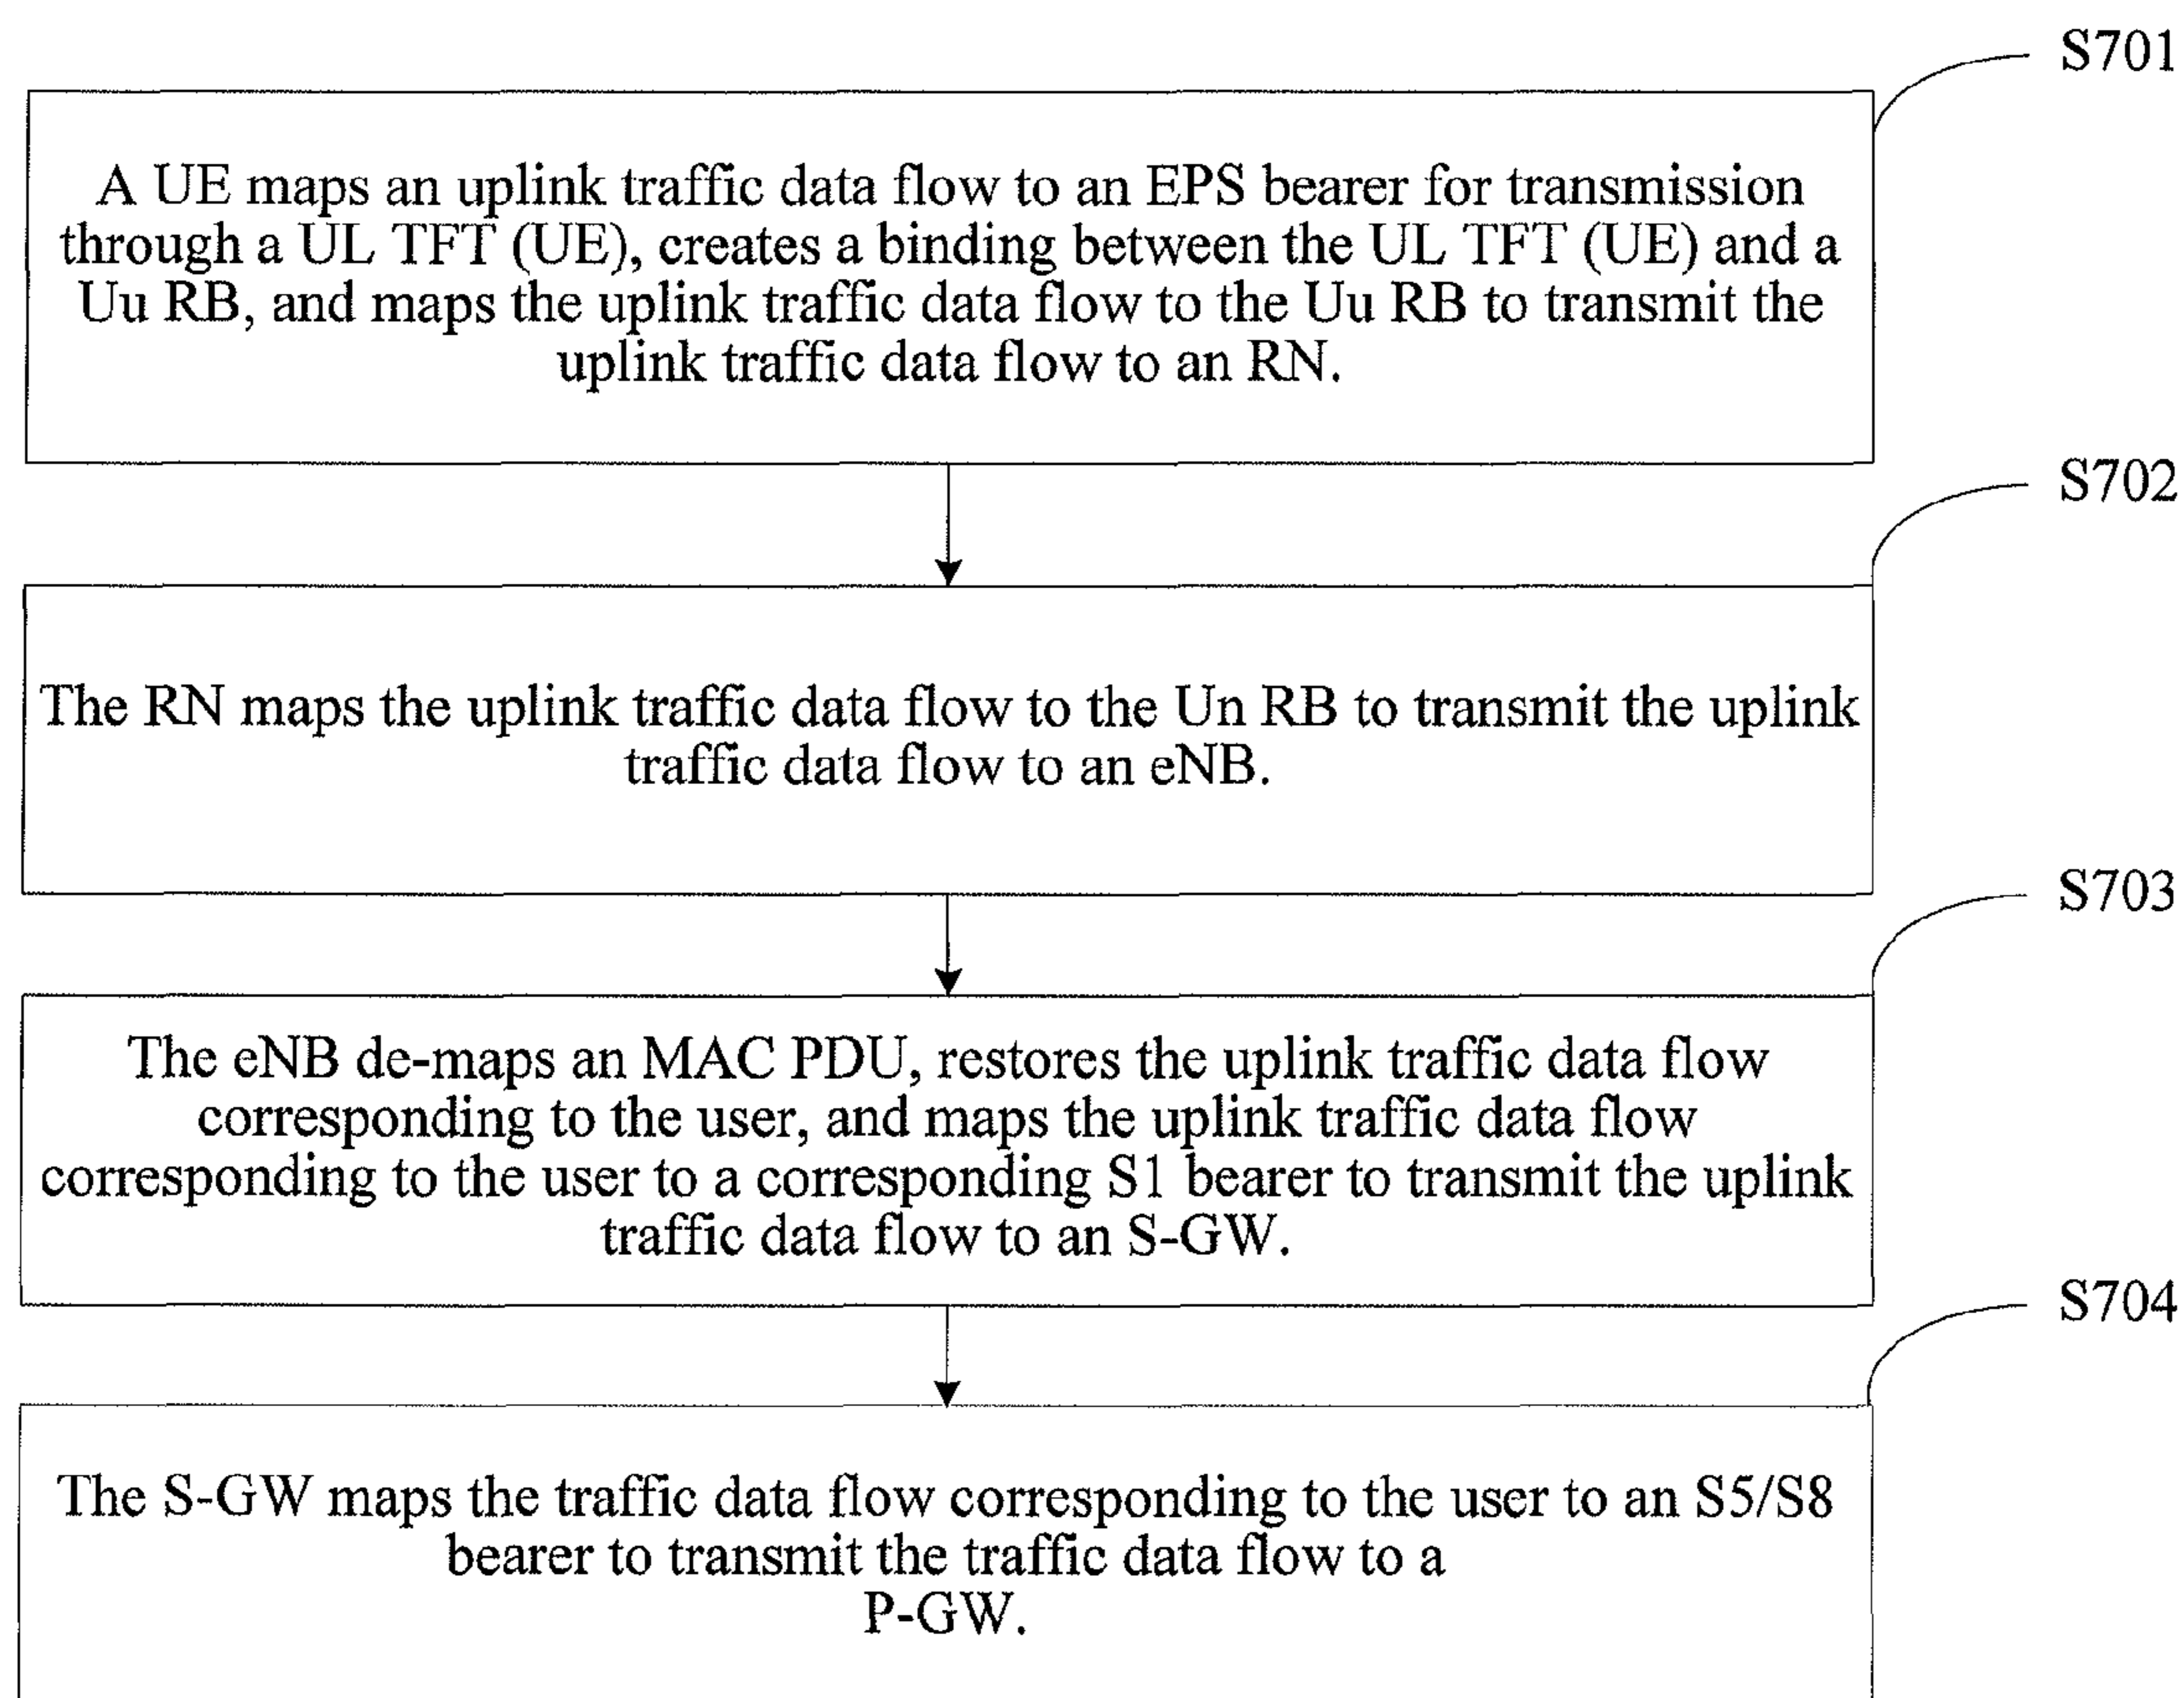 S701
A UE maps an uplink traffic data flow to an EPS bearer for transmission
through a UL TFT (UE), creates a binding between the UL TFT (UE) and a
Uu RB, and maps the uplink traffic data flow to the Uu RB to transmit the
uplink traffic data flow to an RN.
S702
The RN maps the uplink traffic data flow to the Un RB to transmit the uplink
traffic data flow to an eNB.
S703
The eNB de-maps an MAC PDU, restores the uplink traffic data flow
corresponding to the user, and maps the uplink traffic data flow
corresponding to the user to a corresponding S1 bearer to transmit the uplink
traffic data flow to an S-GW.
S704
The S-GW maps the traffic data flow corresponding to the user to an S5/S8
bearer to transmit the traffic data flow to a
P-GW.